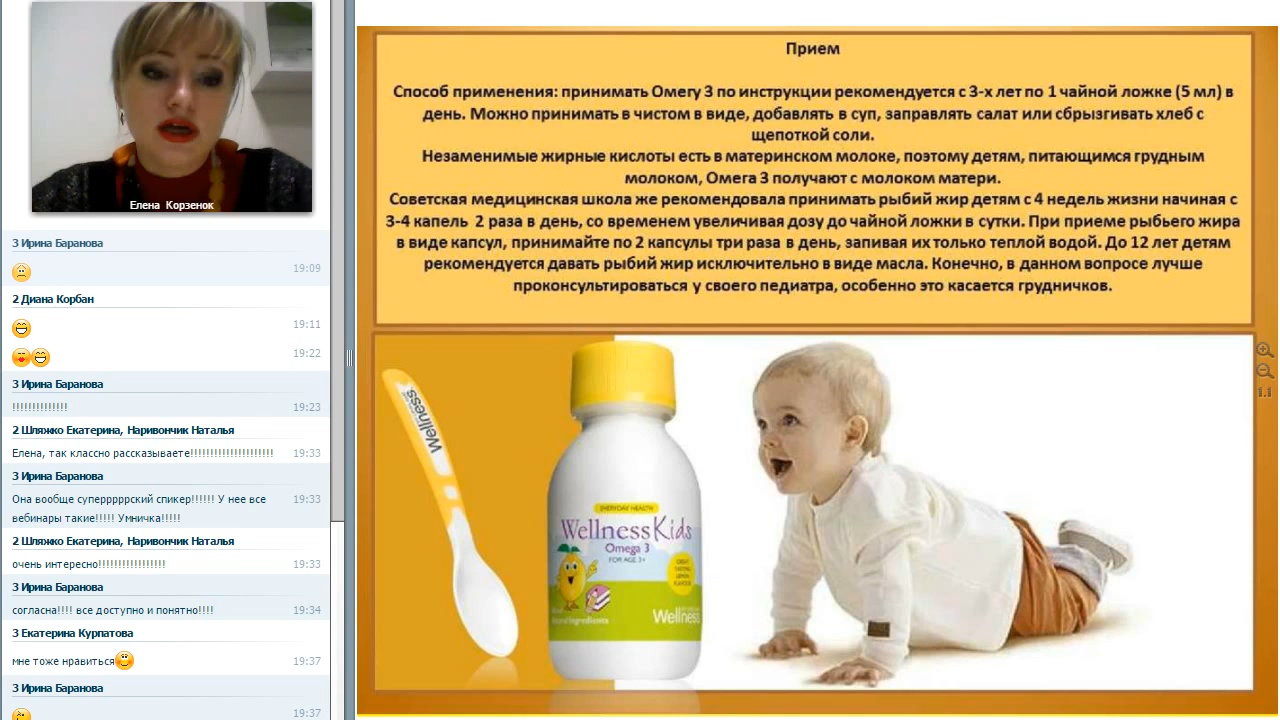 Елена Корзенок
3 Ирина Баранова
19:09
2 Диана Корбан
19:11
19:22
3 Ирина Баранова
!!!!!!!!!!!!!! 19:23
2 Шляжко Екатерина, Наривончик Наталья
Елена, так классно рассказываете!!!!!!!!!!!!!!!!!!!!! 19:33
3 Ирина Баранова
Она вообще суперррррский спикер!!!!!! У нее все 19:33
вебинары такие!!!!! Умничка!!!!!
2 Шляжко Екатерина, Наривончик Наталья
очень интересно!!!!!!!!!!!!!!!!! 19:33
3 Ирина Баранова
согласна!!!! все доступно и понятно!!!! 19:34
3 Екатерина Курпатова
мне тоже нравиться 19:37
3 Ирина Баранова
19:37
Прием
Способ применения: принимать Омегу 3 по инструкции рекомендуется с 3-х лет по 1 чайной ложке (5 мл) в
день. Можно принимать в чистом в виде, добавлять в суп, заправлять салат или сбрызгивать хлеб с
щепоткой соли.
Незаменимые жирные кислоты есть в материнском молоке, поэтому детям, питающимся грудным
молоком, Омега 3 получают с молоком матери.
Советская медицинская школа же рекомендовала принимать рыбий жир детям с 4 недель жизни начиная с
3-4 капель 2 раза в день, со временем увеличивая дозу до чайной ложки в сутки. При приеме рыбьего жира
в виде капсул, принимайте по 2 капсулы три раза в день, запивая их только теплой водой. До 12 лет детям
рекомендуется давать рыбий жир исключительно в виде масла. Конечно, в данном вопросе лучше
проконсультироваться у своего педиатра, особенно это касается грудничков.
Wellness
EVERYDAY HEALTH
WellnessKids
Omega 3
FOR AGE 3+
GREAT
TASTING
LEMON
FLAVOUR
Natural Ingredients
Wellness
1:1